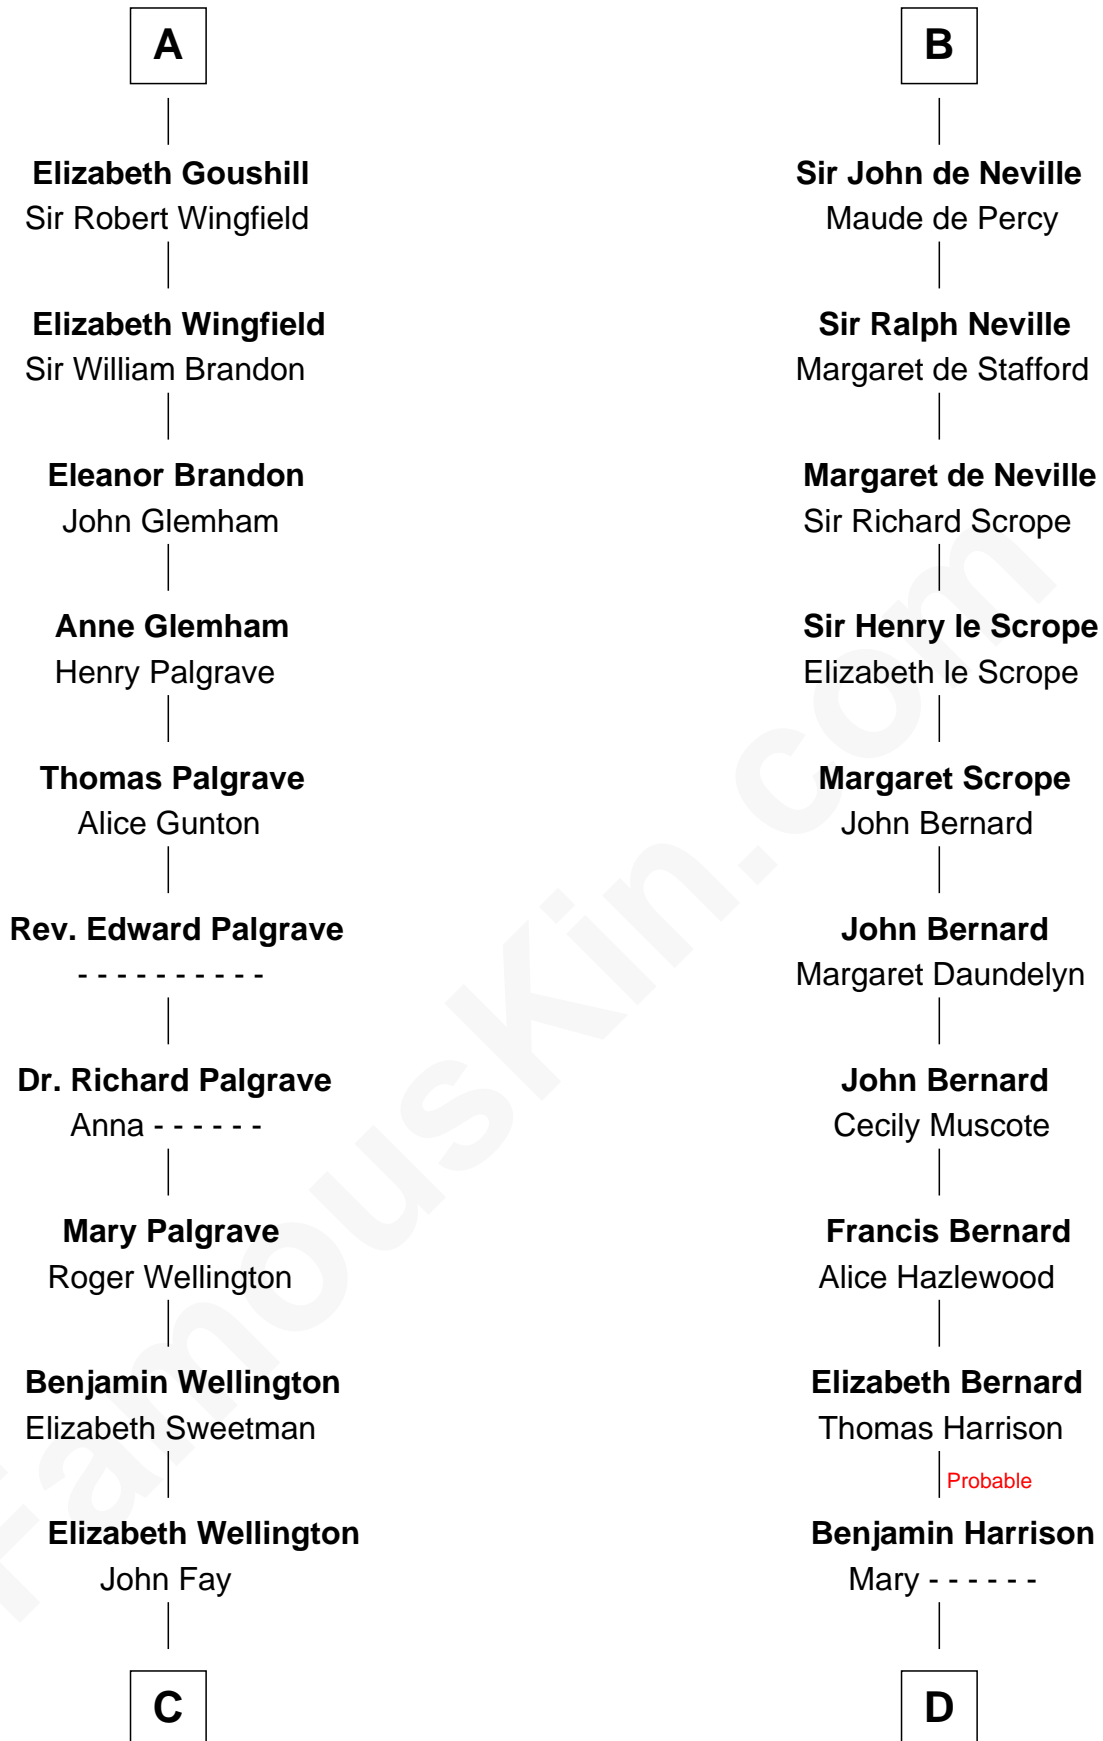 A
Elizabeth Goushill
Sir Robert Wingfield
Elizabeth Wingfield
Sir William Brandon
Eleanor Brandon
John Glemham
Anne Glemham
Henry Palgrave
Thomas Palgrave
Alice Gunton
Rev. Edward Palgrave
- - - - - - - - - -
Dr. Richard Palgrave
Anna - - - - - -
Mary Palgrave
Roger Wellington
Benjamin Wellington
Elizabeth Sweetman
Elizabeth Wellington
John Fay
C
B
Sir John de Neville
Maude de Percy
Sir Ralph Neville
Margaret de Stafford
Margaret de Neville
Sir Richard Scrope
Sir Henry le Scrope
Elizabeth le Scrope
Margaret Scrope
John Bernard
John Bernard
Margaret Daundelyn
John Bernard
Cecily Muscote
Francis Bernard
Alice Hazlewood
Elizabeth Bernard
Thomas Harrison
Probable
Benjamin Harrison
Mary - - - - - -
D
FamousKin.com